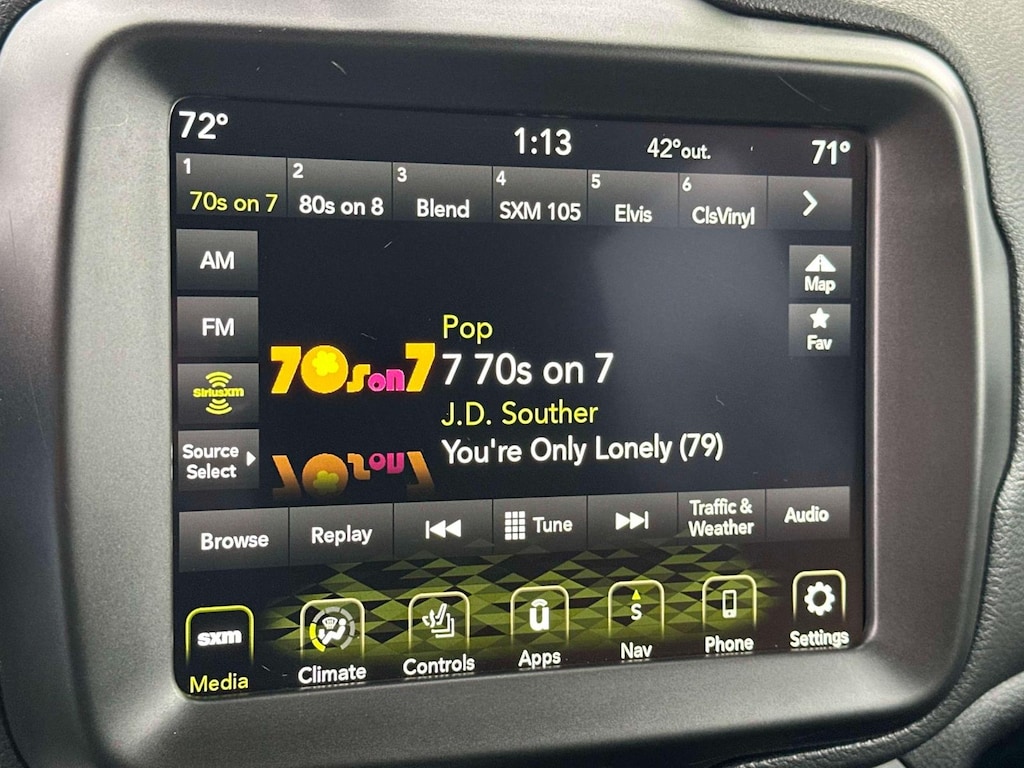 72° 1:13 42°out. 71°
1 2 3 4 5 6
70s on 7 80s on 8 Blend SXM 105 Elvis ClsVinyl
AM
Map
FM
Fav
Pop
70s on 7
7 70s on 7
SiriusXM
J.D. Souther
You're Only Lonely (79)
Source
Select
Browse Replay Tune Traffic &
Weather Audio
sxm
S
Media Climate Controls Apps Nav Phone Settings